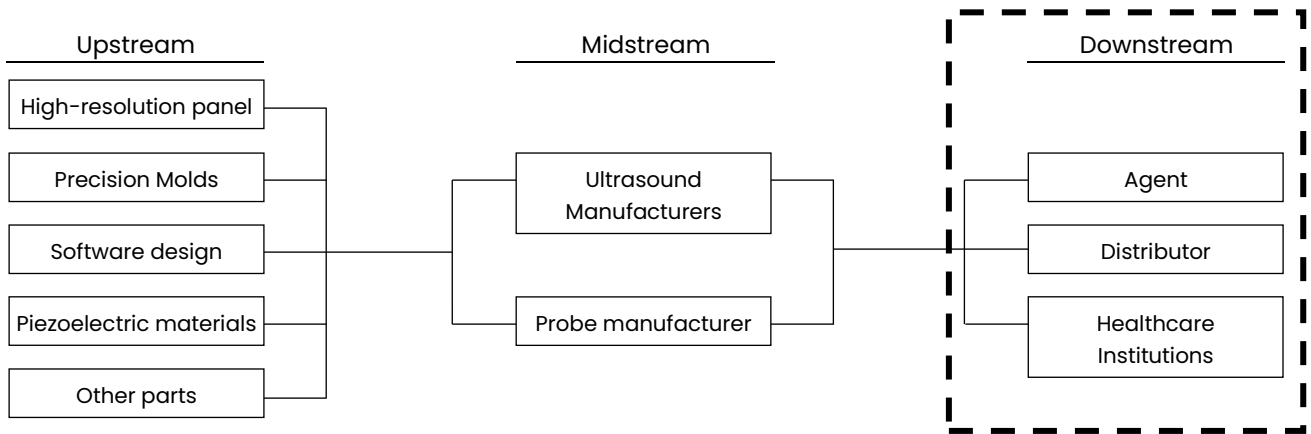 Upstream
High-resolution panel
Precision Molds
Software design
Piezoelectric materials
Other parts
Midstream
Ultrasound
Manufacturers
Probe manufacturer
Downstream
Agent
Distributor
Healthcare
Institutions